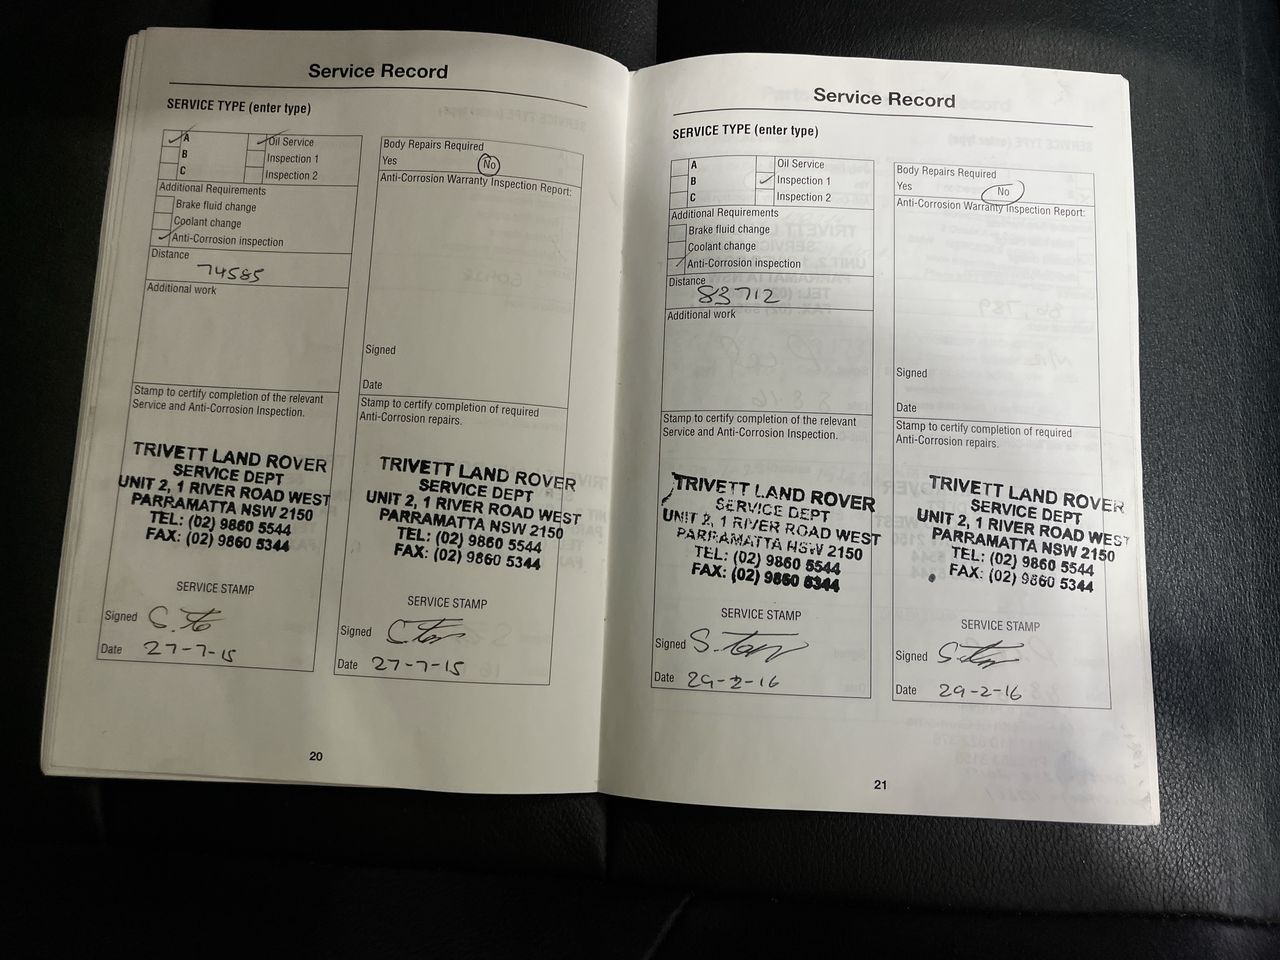 Service Record
SERVICE TYPE (enter type)
A
Oil Service
B
Inspection 1
C
Inspection 2
Additional Requirements
Brake fluid change
Coolant change
Anti-Corrosion inspection
Distance
74585
Additional work
Stamp to certify completion of the relevant
Service and Anti-Corrosion Inspection.
TRIVETT LAND ROVER
SERVICE DEPT
UNIT 2, 1 RIVER ROAD WEST
PARRAMATTA NSW 2150
TEL: (02) 9860 5544
FAX: (02) 9860 5344
SERVICE STAMP
Signed
Date 27-7-15
Body Repairs Required
Yes No
Anti-Corrosion Warranty Inspection Report:
Signed
Date
Stamp to certify completion of required
Anti-Corrosion repairs.
TRIVETT LAND ROVER
SERVICE DEPT
UNIT 2, 1 RIVER ROAD WEST
PARRAMATTA NSW 2150
TEL: (02) 9860 5544
FAX: (02) 9860 5344
SERVICE STAMP
Signed
Date 27-7-15
20
Service Record
SERVICE TYPE (enter type)
A
Oil Service
B
Inspection 1
C
Inspection 2
Additional Requirements
Brake fluid change
Coolant change
Anti-Corrosion inspection
Distance
83712
Additional work
Stamp to certify completion of the relevant
Service and Anti-Corrosion Inspection.
TRIVETT LAND ROVER
SERVICE DEPT
UNIT 2, 1 RIVER ROAD WEST
PARRAMATTA NSW 2150
TEL: (02) 9860 5544
FAX: (02) 9860 5344
SERVICE STAMP
Signed
Date 29-2-16
Body Repairs Required
Yes No
Anti-Corrosion Warranty Inspection Report:
Signed
Date
Stamp to certify completion of required
Anti-Corrosion repairs.
TRIVETT LAND ROVER
SERVICE DEPT
UNIT 2, 1 RIVER ROAD WEST
PARRAMATTA NSW 2150
TEL: (02) 9860 5544
FAX: (02) 9860 5344
SERVICE STAMP
Signed
Date 29-2-16
21